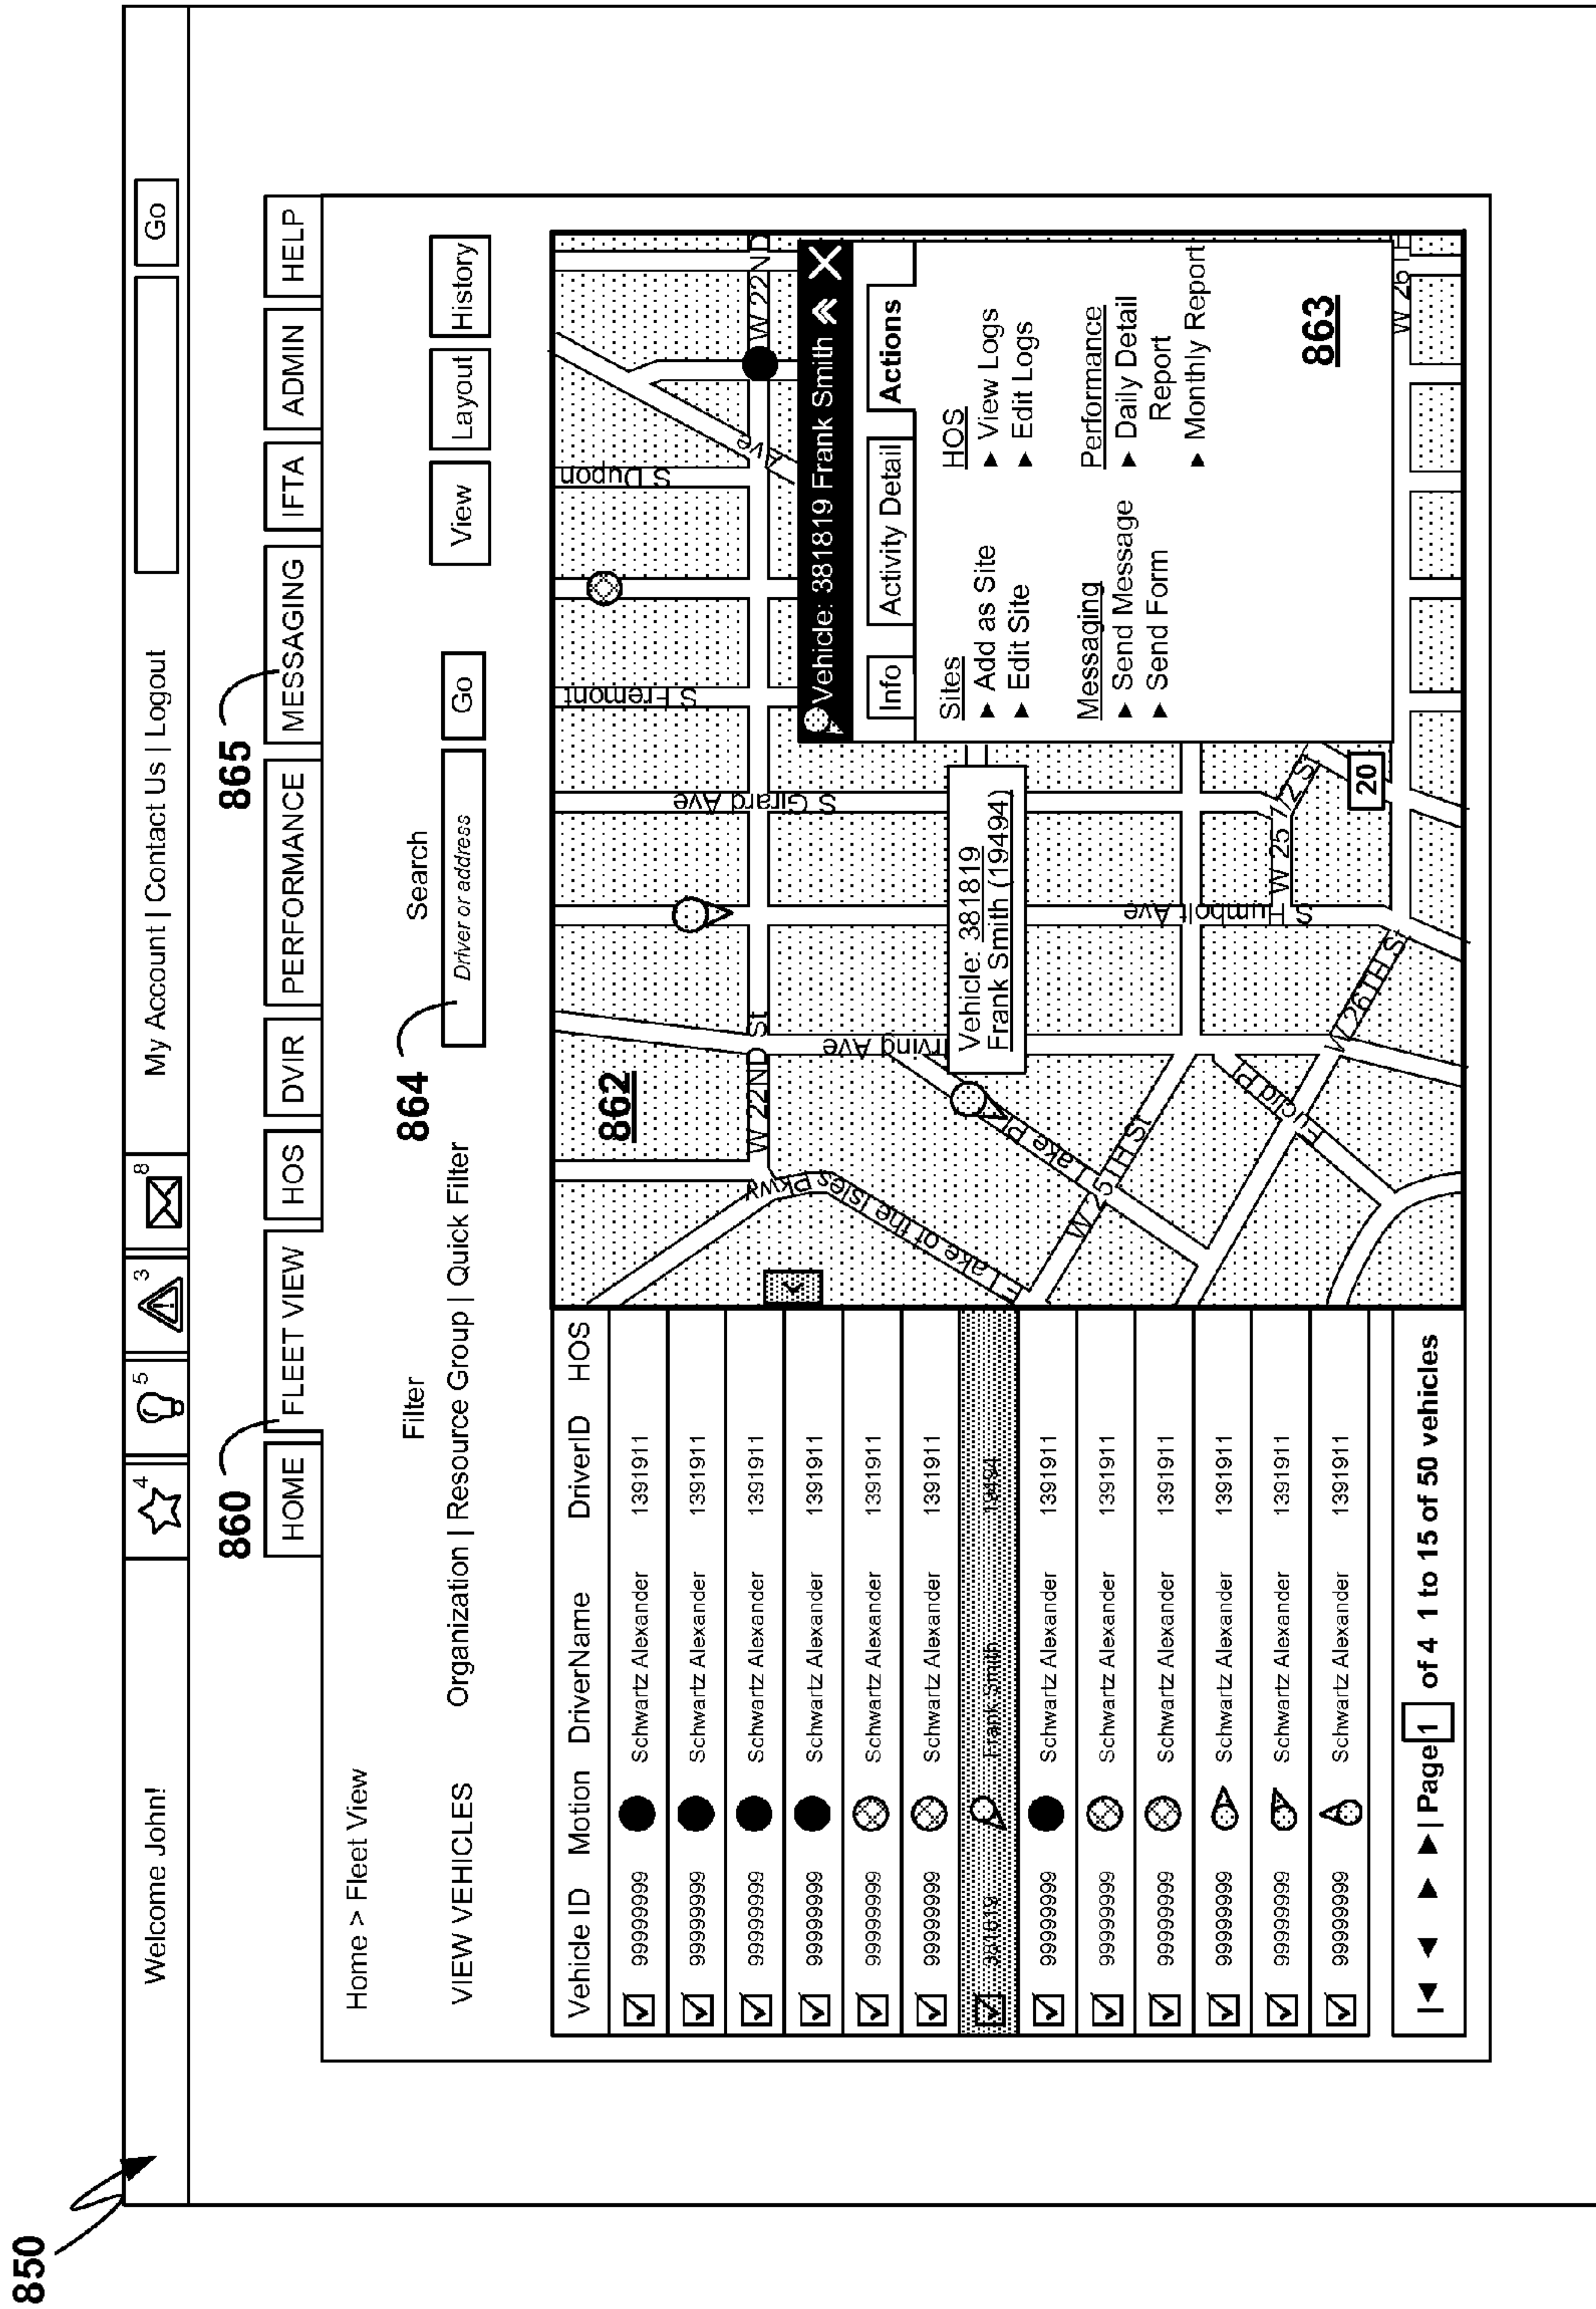 850
Welcome John!
4
5
3
8
My Account | Contact Us | Logout
Go
860
865
HOME
FLEET VIEW
HOS
DVIR
PERFORMANCE
MESSAGING
IFTA
ADMIN
HELP
Home > Fleet View
Filter
864
Search
VIEW VEHICLES
Organization | Resource Group | Quick Filter
Driver or address
Go
View
Layout
History
Vehicle ID Motion DriverName DriverID HOS
99999999 Schwartz Alexander 1391911
99999999 Schwartz Alexander 1391911
99999999 Schwartz Alexander 1391911
99999999 Schwartz Alexander 1391911
99999999 Schwartz Alexander 1391911
99999999 Schwartz Alexander 1391911
381819 Frank Smith 19494
99999999 Schwartz Alexander 1391911
99999999 Schwartz Alexander 1391911
99999999 Schwartz Alexander 1391911
99999999 Schwartz Alexander 1391911
99999999 Schwartz Alexander 1391911
99999999 Schwartz Alexander 1391911
Page 1 of 4 1 to 15 of 50 vehicles
862
S Dupon
S Fremont
S Girard Ave
S Humbolt Ave
Irving Ave
Ave
W 22ND St
W 22ND
E Lake of the Isles Pkwy
Lake Pl
W 25TH St
Euclid Pl
W 26TH St
W 25 1/2 St
20
W 26TH
Vehicle: 381819
Frank Smith (19494)
Vehicle: 381819 Frank Smith
Info
Activity Detail
Actions
Sites
Add as Site
Edit Site
HOS
View Logs
Edit Logs
Messaging
Send Message
Send Form
Performance
Daily Detail
Report
Monthly Report
863